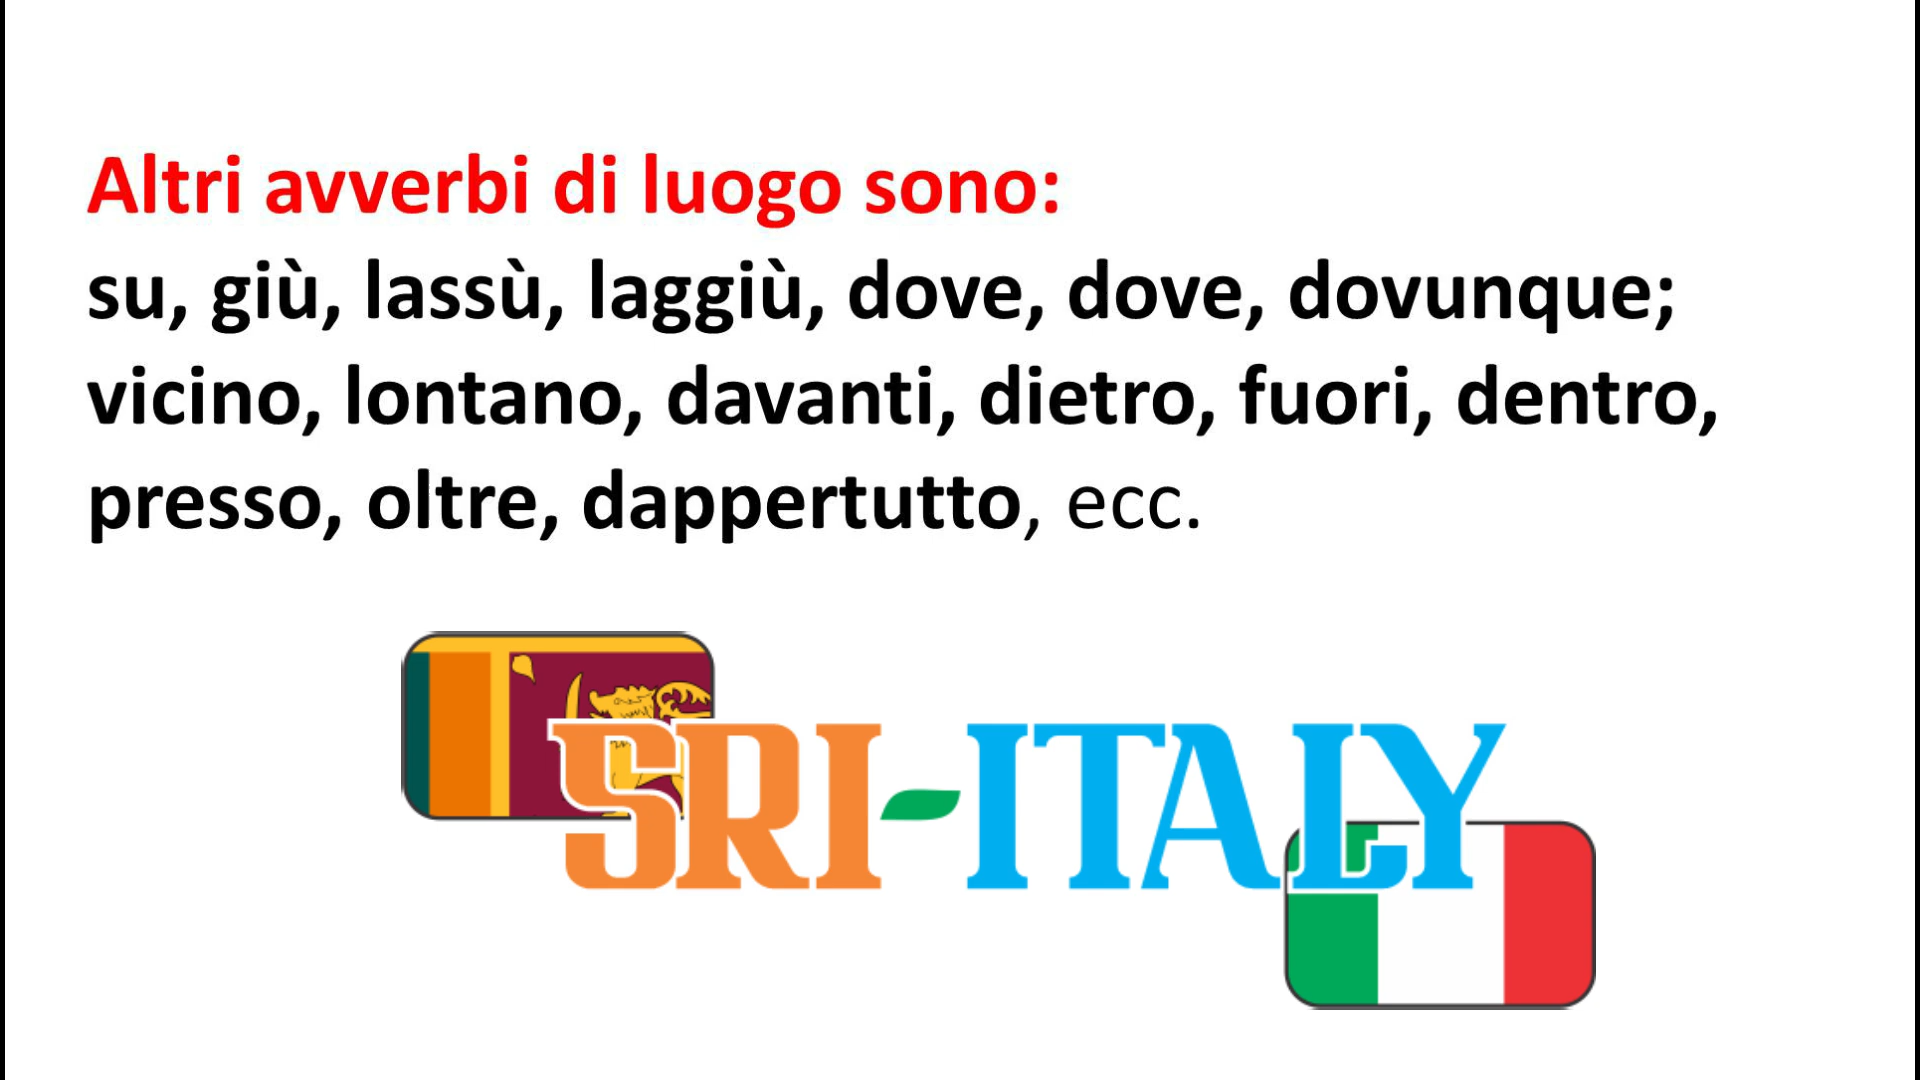 Altri avverbi di luogo sono:
su, giù, lassù, laggiù, dove, dove, dovunque;
vicino, lontano, davanti, dietro, fuori, dentro,
presso, oltre, dappertutto, ecc.
SRI-ITALY